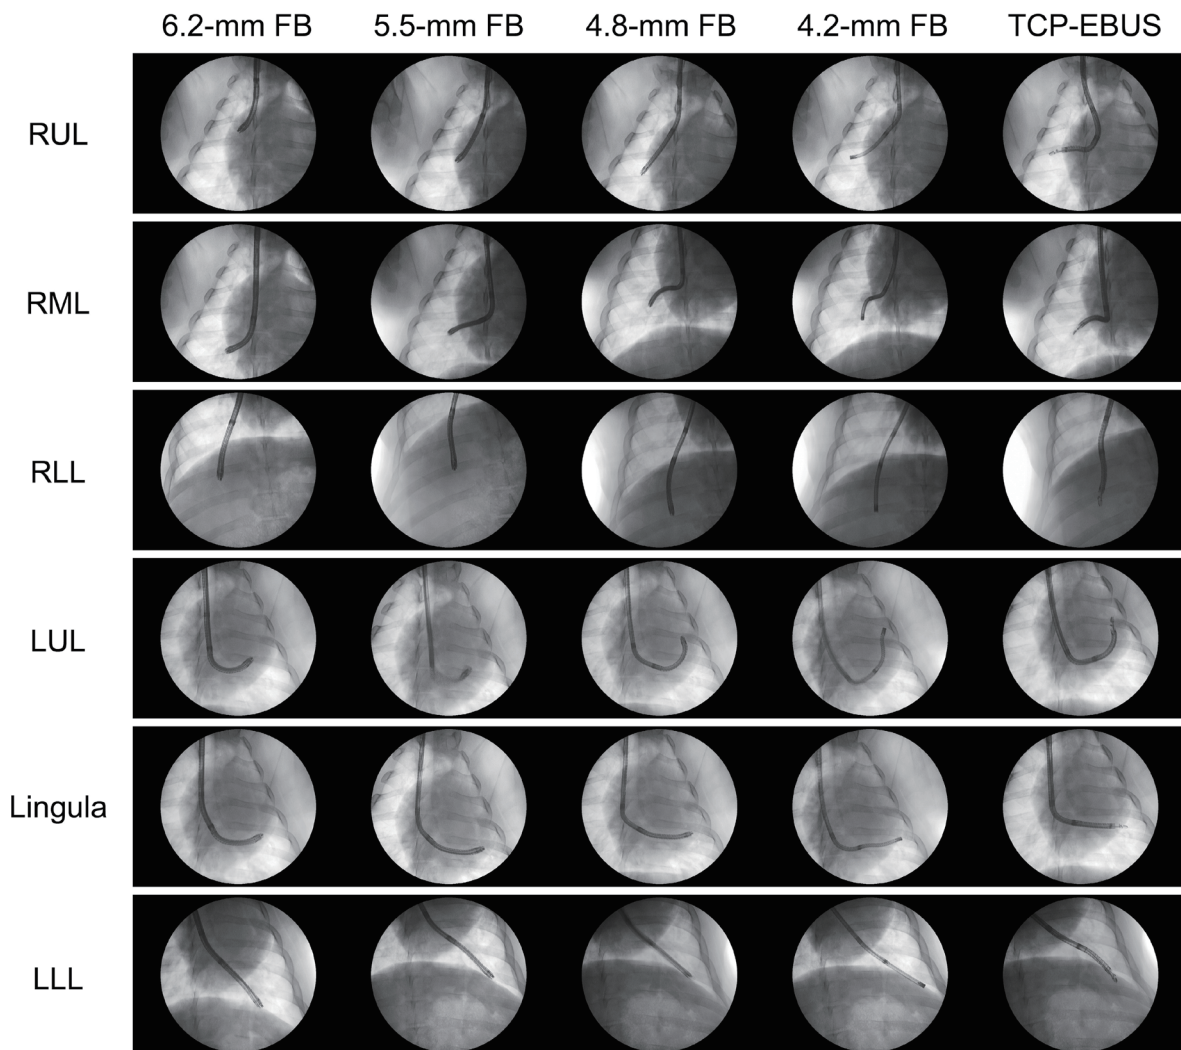 6.2-mm FB 5.5-mm FB 4.8-mm FB 4.2-mm FB TCP-EBUS
RUL
RML
RLL
LUL
Lingula
LLL